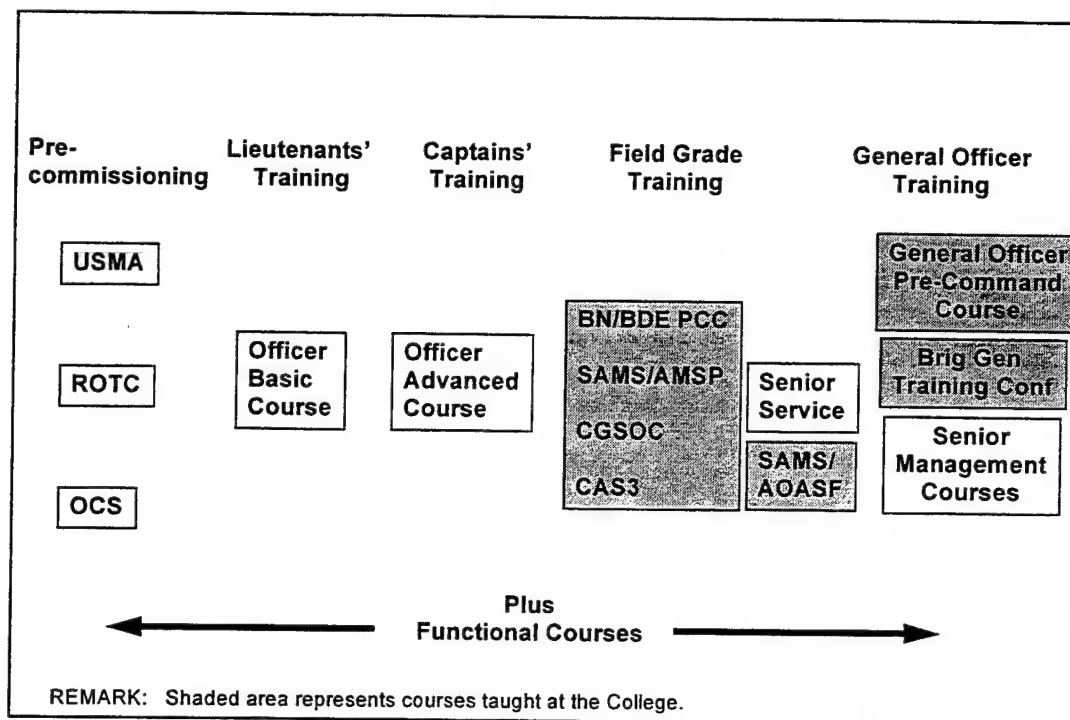 Pre-
commissioning
Lieutenants'
Training
Captains'
Training
Field Grade
Training
General Officer
Training
USMA
ROTC
OCS
Officer
Basic
Course
Officer
Advanced
Course
BN/BDE PCC
SAMS/AMSP
CGSOC
CAS3
Senior
Service
SAMS/
AOASF
General Officer
Pre-Command
Course
Brig Gen
Training Conf
Senior
Management
Courses
Plus
Functional Courses
REMARK: Shaded area represents courses taught at the College.